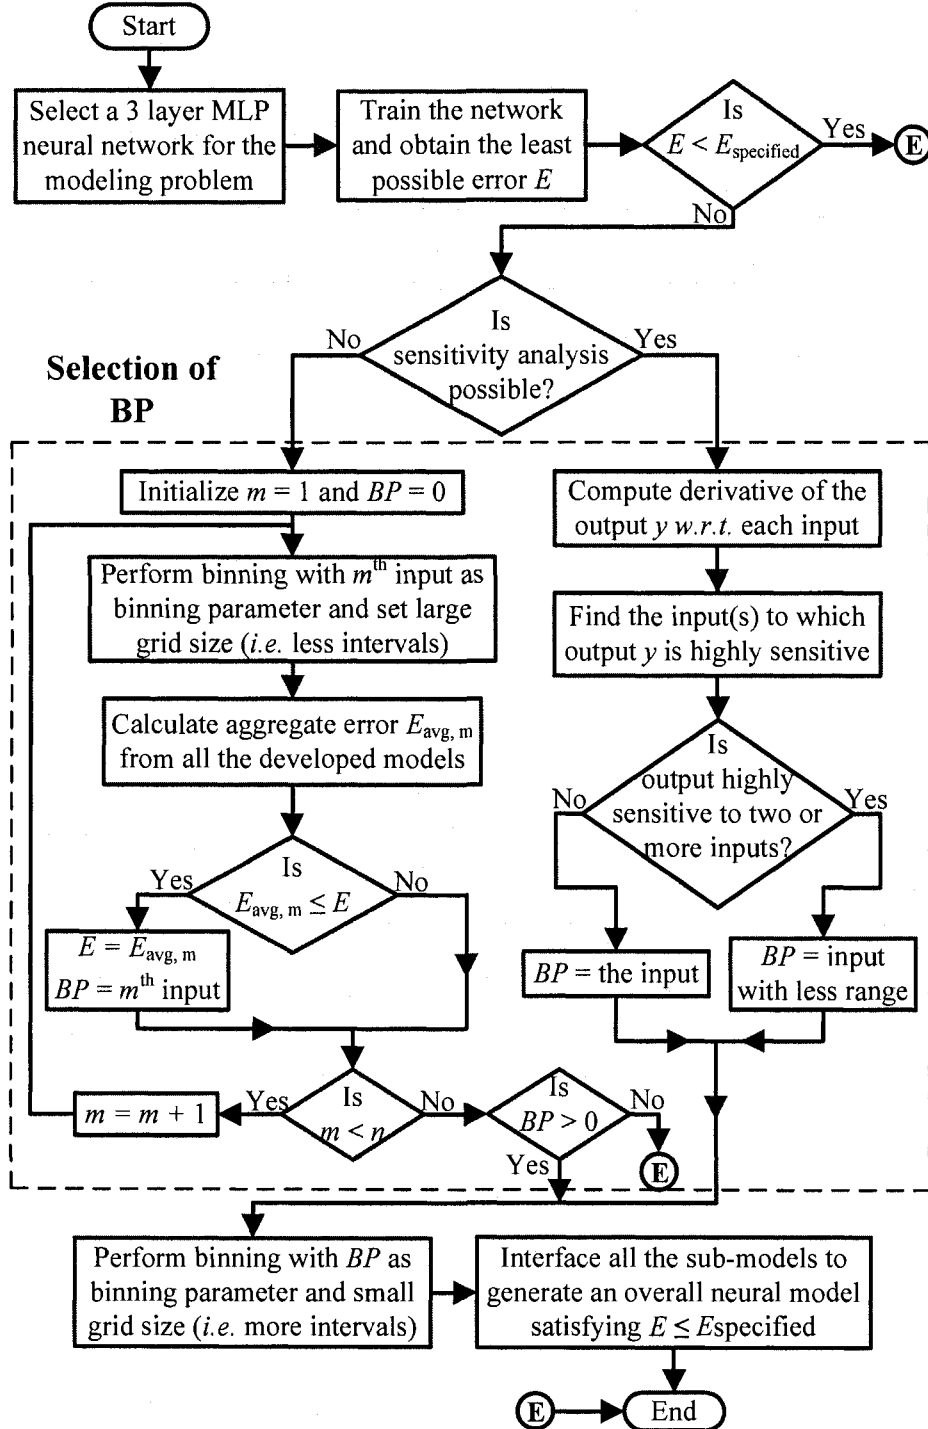 Start
Select a 3 layer MLP
neural network for the
modeling problem
Train the network
and obtain the least
possible error E
Is
E < Especified
Yes
E
No
Is
sensitivity analysis
possible?
No
Yes
Selection of
BP
Initialize m = 1 and BP = 0
Perform binning with mth input as
binning parameter and set large
grid size (i.e. less intervals)
Calculate aggregate error Eavg, m
from all the developed models
Is
Eavg, m ≤ E
Yes
No
E = Eavg, m
BP = mth input
Is
m < n
Yes
m = m + 1
No
Is
BP > 0
No
E
Yes
Compute derivative of the
output y w.r.t. each input
Find the input(s) to which
output y is highly sensitive
Is
output highly
sensitive to two or
more inputs?
No
Yes
BP = the input
BP = input
with less range
Perform binning with BP as
binning parameter and small
grid size (i.e. more intervals)
Interface all the sub-models to
generate an overall neural model
satisfying E ≤ Especified
E
End